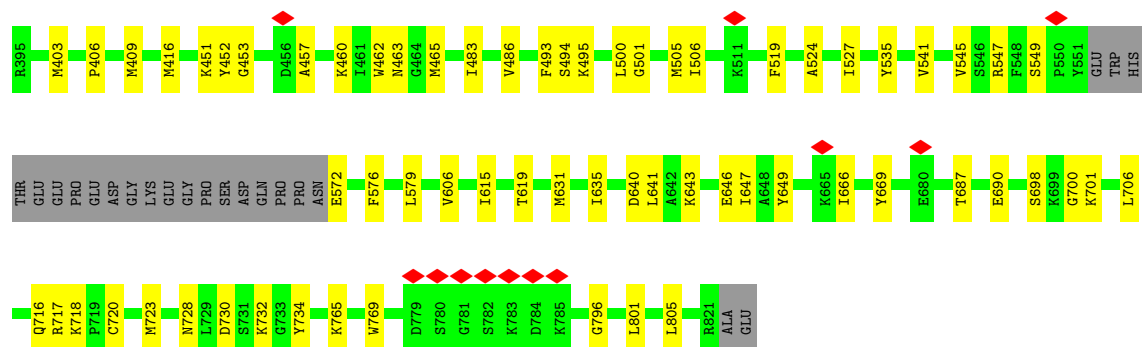 R395 M403 P406 M409 M416 K451 Y452 G453 D456 A457 K460 I461 W462 N463 G464 M465 I483 V486 F493 S494 K495 L500 G501 M505 I506 K511 F519 A524 I527 Y535 V541 V545 S546 R547 F548 S549 P550 Y551 GLU TRP HIS
THR GLU GLU PRO GLU ASP GLY LYS GLU GLY PRO SER ASP GLN PRO PRO ASN E572 F576 L579 V606 I615 T619 M631 I635 D640 L641 A642 K643 E646 I647 A648 Y649 K665 I666 Y669 E680 T687 E690 S698 K699 G700 K701 L706
Q716 R717 K718 P719 C720 M723 N728 L729 D730 S731 K732 G733 Y734 K765 W769 D779 S780 G781 S782 K783 D784 K785 G796 L801 L805 R821 ALA GLU